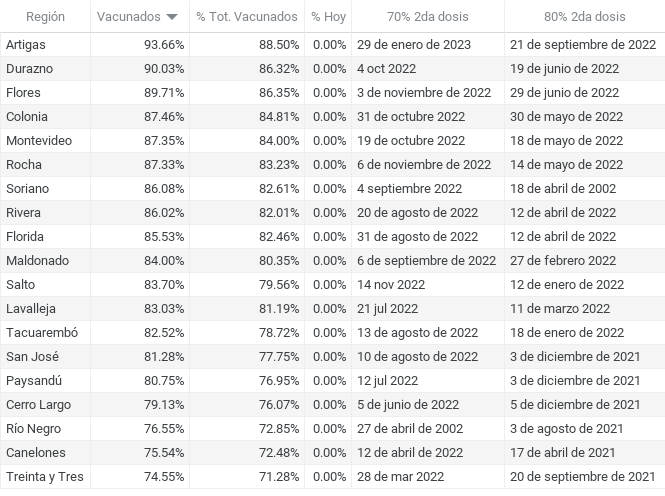 Región Vacunados % Tot. Vacunados % Hoy 70% 2da dosis 80% 2da dosis
Artigas 93.66% 88.50% 0.00% 29 de enero de 2023 21 de septiembre de 2022
Durazno 90.03% 86.32% 0.00% 4 oct 2022 19 de junio de 2022
Flores 89.71% 86.35% 0.00% 3 de noviembre de 2022 29 de junio de 2022
Colonia 87.46% 84.81% 0.00% 31 de octubre de 2022 30 de mayo de 2022
Montevideo 87.35% 84.00% 0.00% 19 de octubre de 2022 18 de mayo de 2022
Rocha 87.33% 83.23% 0.00% 6 de noviembre de 2022 14 de mayo de 2022
Soriano 86.08% 82.61% 0.00% 4 septiembre 2022 18 de abril de 2002
Rivera 86.02% 82.01% 0.00% 20 de agosto de 2022 12 de abril de 2022
Florida 85.53% 82.46% 0.00% 31 de agosto de 2022 12 de abril de 2022
Maldonado 84.00% 80.35% 0.00% 6 de septiembre de 2022 27 de febrero 2022
Salto 83.70% 79.56% 0.00% 14 nov 2022 12 de enero de 2022
Lavalleja 83.03% 81.19% 0.00% 21 jul 2022 11 de marzo 2022
Tacuarembó 82.52% 78.72% 0.00% 13 de agosto de 2022 18 de enero de 2022
San José 81.28% 77.75% 0.00% 10 de agosto de 2022 3 de diciembre de 2021
Paysandú 80.75% 76.95% 0.00% 12 jul 2022 3 de diciembre de 2021
Cerro Largo 79.13% 76.07% 0.00% 5 de junio de 2022 5 de diciembre de 2021
Río Negro 76.55% 72.85% 0.00% 27 de abril de 2002 3 de agosto de 2021
Canelones 75.54% 72.48% 0.00% 12 de abril de 2022 17 de abril de 2021
Treinta y Tres 74.55% 71.28% 0.00% 28 de mar 2022 20 de septiembre de 2021